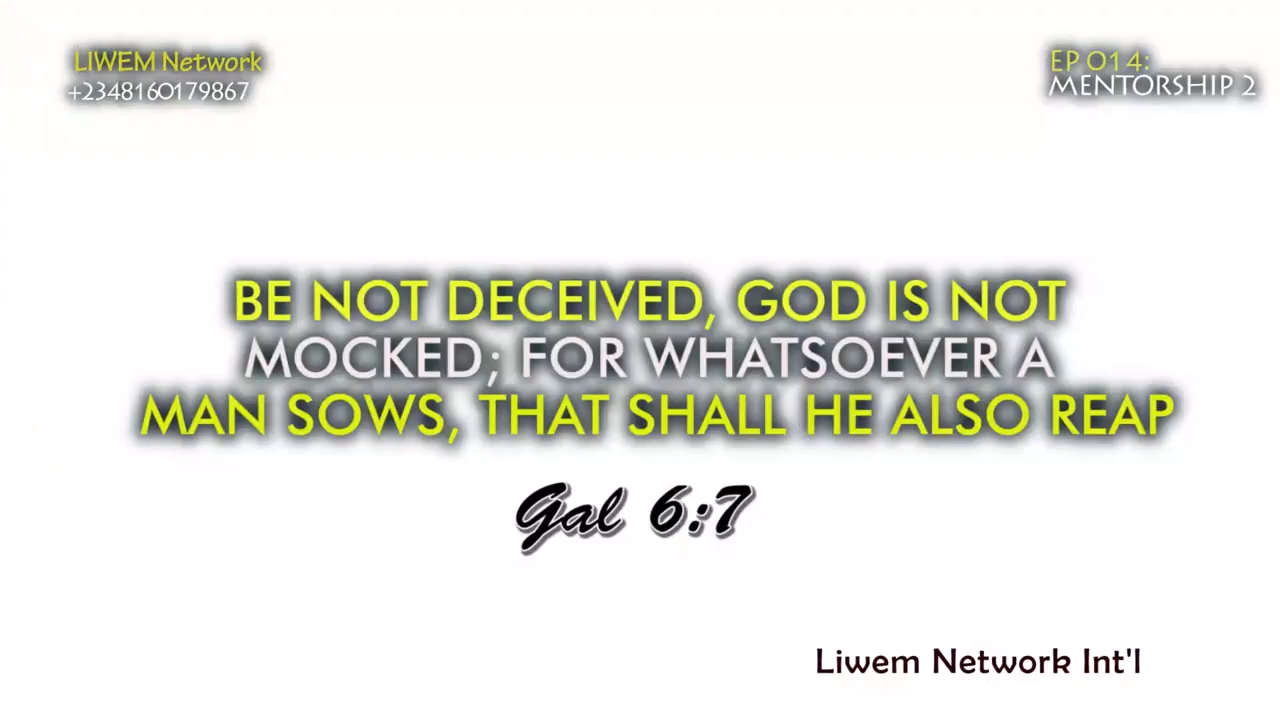 LIWEM Network
+2348160179867
EP 014:
MENTORSHIP 2
BE NOT DECEIVED, GOD IS NOT
MOCKED; FOR WHATSOEVER A
MAN SOWS, THAT SHALL HE ALSO REAP
Gal 6:7
Liwem Network Int'l